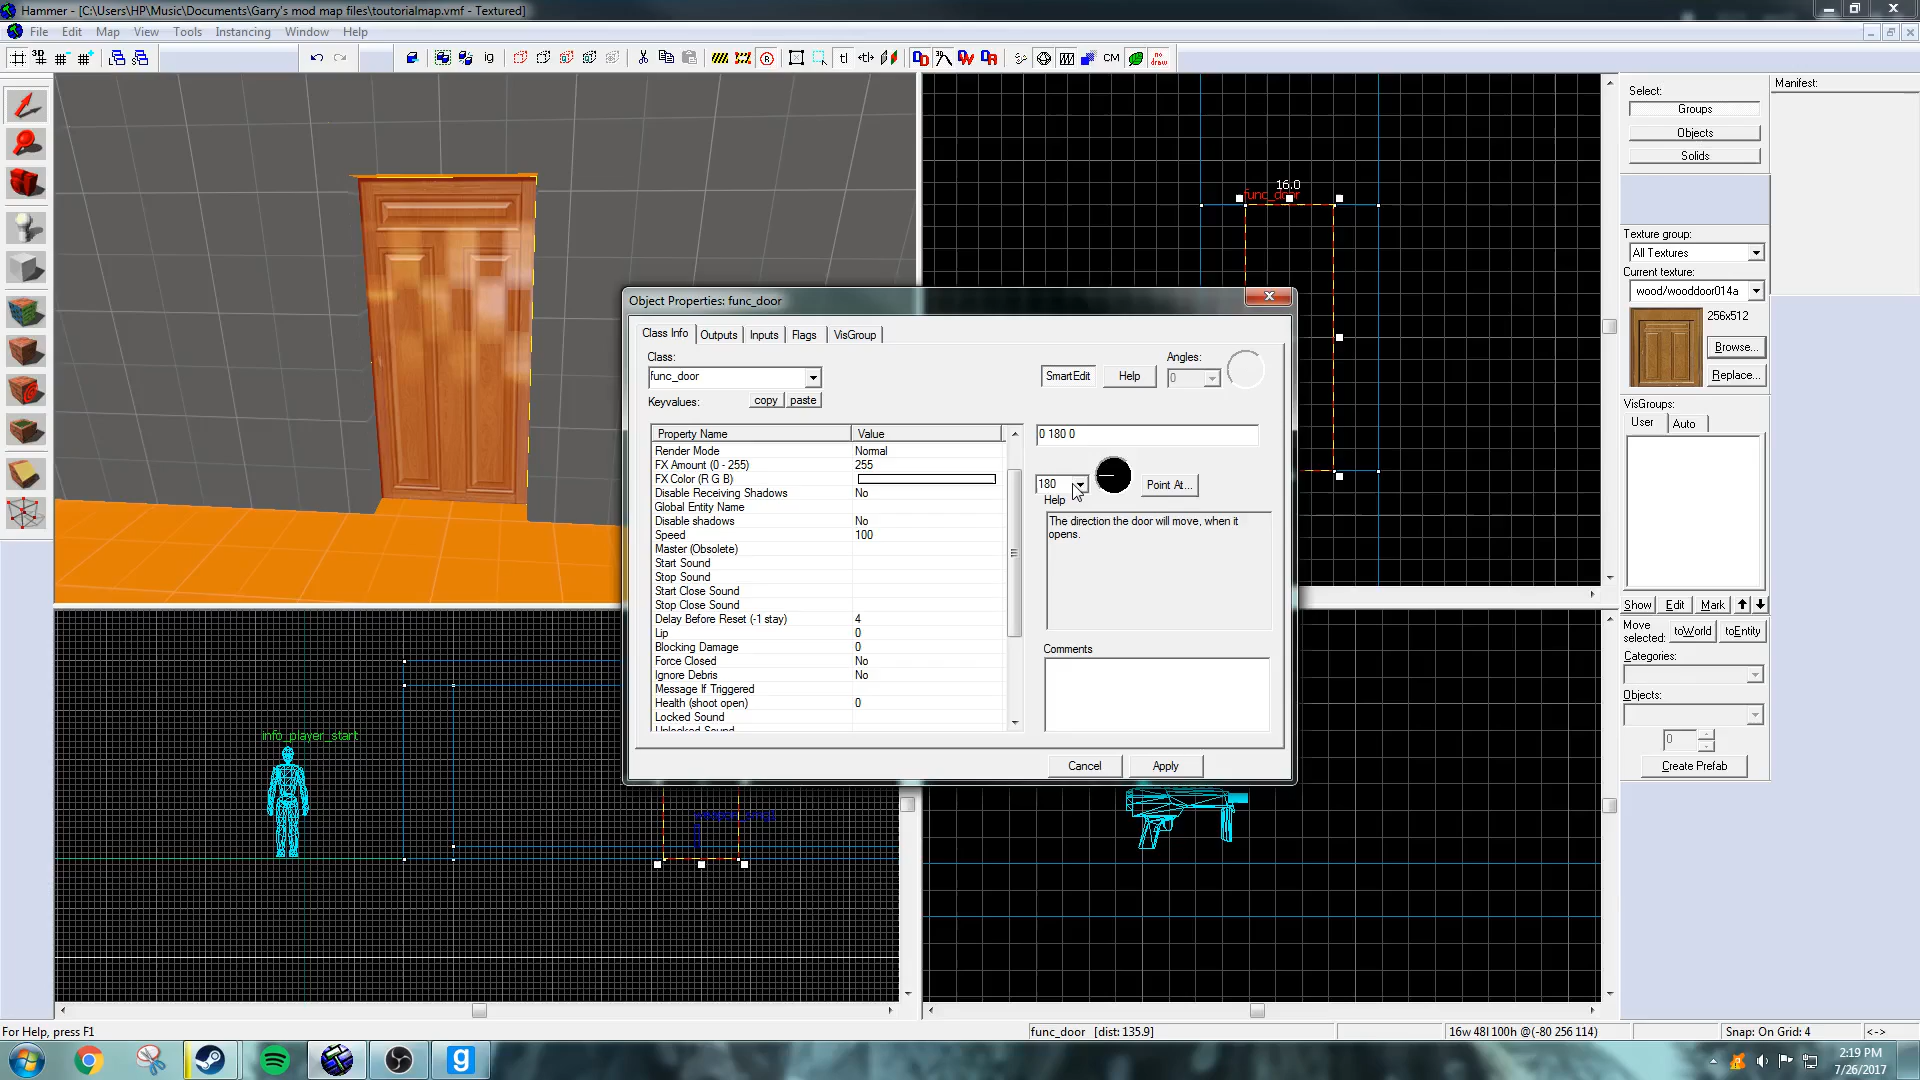 Hammer - [C:\Users\HP\Music\Documents\Garry's mod map files\toutorialmap.vmf - Textured]
File Edit Map View Tools Instancing Window Help
3D
ig
tl
CM
no draw
func_door
16.0
Select:
Groups
Objects
Solids
Manifest:
Texture group:
All Textures
Current texture:
wood/wooddoor014a
256x512
Browse...
Replace...
VisGroups:
User Auto
Show Edit Mark
Move selected:
toWorld toEntity
Categories:
Objects:
0
Create Prefab
Object Properties: func_door
Class Info Outputs Inputs Flags VisGroup
Class:
func_door
SmartEdit Help
Angles:
0
Keyvalues: copy paste
Property Name Value
Render Mode Normal
FX Amount (0 - 255) 255
FX Color (R G B)
Disable Receiving Shadows No
Global Entity Name
Disable shadows No
Speed 100
Master (Obsolete)
Start Sound
Stop Sound
Start Close Sound
Stop Close Sound
Delay Before Reset (-1 stay) 4
Lip 0
Blocking Damage 0
Force Closed No
Ignore Debris No
Message If Triggered
Health (shoot open) 0
Locked Sound
Unlocked Sound
0 180 0
180
Point At...
Help
The direction the door will move, when it
opens.
Comments
Cancel Apply
info_player_start
For Help, press F1
func_door [dist: 135.9]
16w 48l 100h @(-80 256 114)
Snap: On Grid: 4
<->
g
2:19 PM
7/26/2017